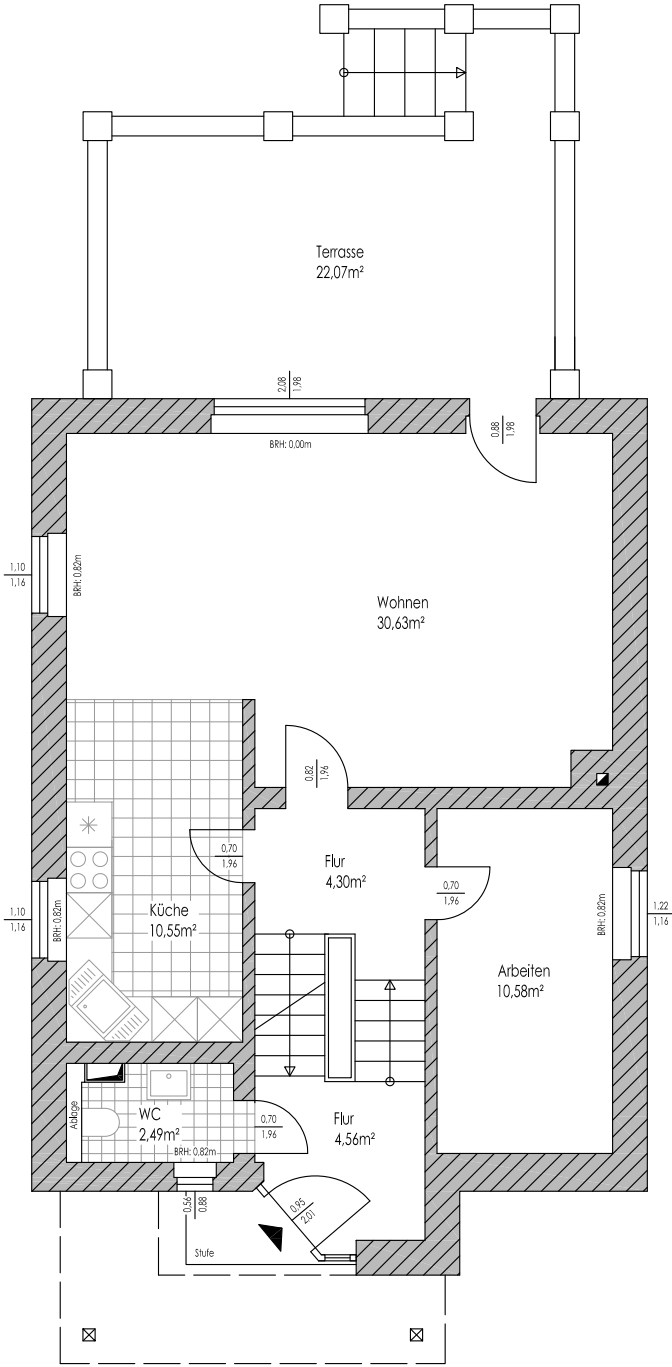 Terrasse
22,07m²
2,08
1,98
BRH: 0,00m
0,88
1,98
1,10
1,16
BRH: 0,82m
Wohnen
30,63m²
0,82
1,96
0,70
1,96
Flur
4,30m²
0,70
1,96
1,10
1,16
BRH: 0,82m
Küche
10,55m²
BRH: 0,82m
1.22
1,16
Arbeiten
10,58m²
Ablage
WC
2,49m²
BRH: 0,82m
0,70
1,96
Flur
4,56m²
0,56
0,88
0,95
2,01
Stufe